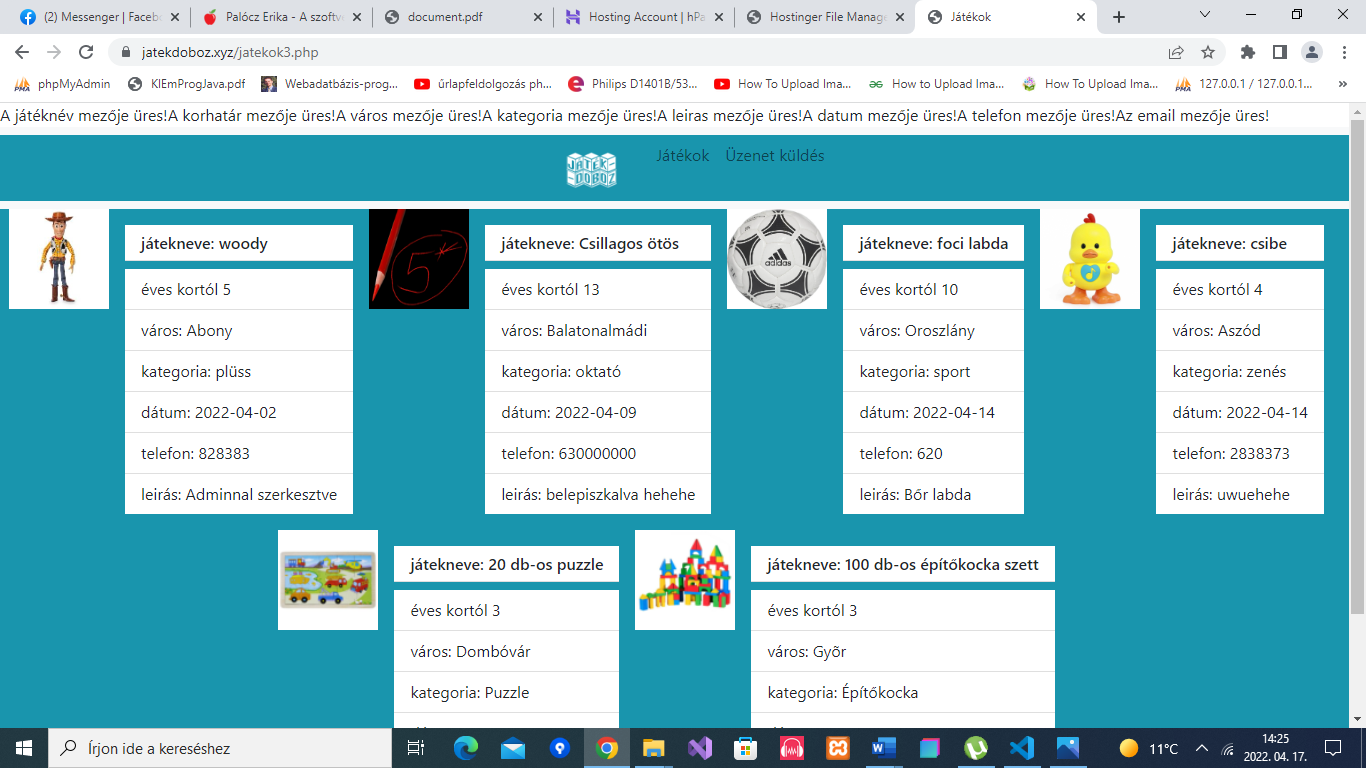 (2) Messenger | Faceb
Palócz Erika - A szoftve
document.pdf
Hosting Account | hPa
Hostinger File Manage
Játékok
jatekdoboz.xyz/jatekok3.php
phpMyAdmin
KlEmProgJava.pdf
Webadatbázis-prog...
űrlapfeldolgozás ph...
Philips D1401B/53...
How To Upload Ima...
How to Upload Ima...
How To Upload Ima...
127.0.0.1 / 127.0.0.1...
»
A játéknév mezője üres!A korhatár mezője üres!A város mezője üres!A kategoria mezője üres!A leiras mezője üres!A datum mezője üres!A telefon mezője üres!Az email mezője üres!
JÁTÉK
DOBOZ
Játékok
Üzenet küldés
játekneve: woody
éves kortól 5
város: Abony
kategoria: plüss
dátum: 2022-04-02
telefon: 828383
leirás: Adminnal szerkesztve
5*
játekneve: Csillagos ötös
éves kortól 13
város: Balatonalmádi
kategoria: oktató
dátum: 2022-04-09
telefon: 630000000
leirás: belepiszkalva hehehe
adidas
játekneve: foci labda
éves kortól 10
város: Oroszlány
kategoria: sport
dátum: 2022-04-14
telefon: 620
leirás: Bőr labda
játekneve: csibe
éves kortól 4
város: Aszód
kategoria: zenés
dátum: 2022-04-14
telefon: 2838373
leirás: uwuehehe
játekneve: 20 db-os puzzle
éves kortól 3
város: Dombóvár
kategoria: Puzzle
játekneve: 100 db-os építőkocka szett
éves kortól 3
város: Gyõr
kategoria: Építőkocka
Írjon ide a kereséshez
11°C
14:25
2022. 04. 17.